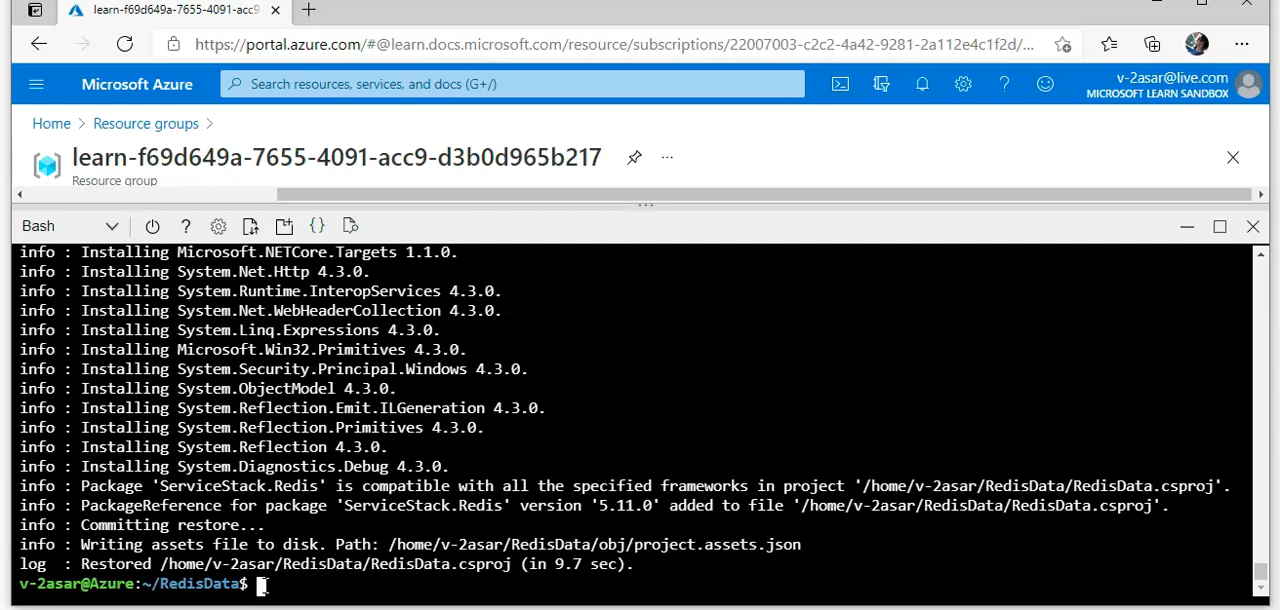 learn-f69d649a-7655-4091-acc9
https://portal.azure.com/#@learn.docs.microsoft.com/resource/subscriptions/22007003-c2c2-4a42-9281-2a112e4c1f2d/...
Microsoft Azure
Search resources, services, and docs (G+/)
v-2asar@live.com
MICROSOFT LEARN SANDBOX
Home > Resource groups >
learn-f69d649a-7655-4091-acc9-d3b0d965b217
Resource group
Bash
info : Installing Microsoft.NETCore.Targets 1.1.0.
info : Installing System.Net.Http 4.3.0.
info : Installing System.Runtime.InteropServices 4.3.0.
info : Installing System.Net.WebHeaderCollection 4.3.0.
info : Installing System.Linq.Expressions 4.3.0.
info : Installing Microsoft.Win32.Primitives 4.3.0.
info : Installing System.Security.Principal.Windows 4.3.0.
info : Installing System.ObjectModel 4.3.0.
info : Installing System.Reflection.Emit.ILGeneration 4.3.0.
info : Installing System.Reflection.Primitives 4.3.0.
info : Installing System.Reflection 4.3.0.
info : Installing System.Diagnostics.Debug 4.3.0.
info : Package 'ServiceStack.Redis' is compatible with all the specified frameworks in project '/home/v-2asar/RedisData/RedisData.csproj'.
info : PackageReference for package 'ServiceStack.Redis' version '5.11.0' added to file '/home/v-2asar/RedisData/RedisData.csproj'.
info : Committing restore...
info : Writing assets file to disk. Path: /home/v-2asar/RedisData/obj/project.assets.json
log  : Restored /home/v-2asar/RedisData/RedisData.csproj (in 9.7 sec).
v-2asar@Azure:~/RedisData$